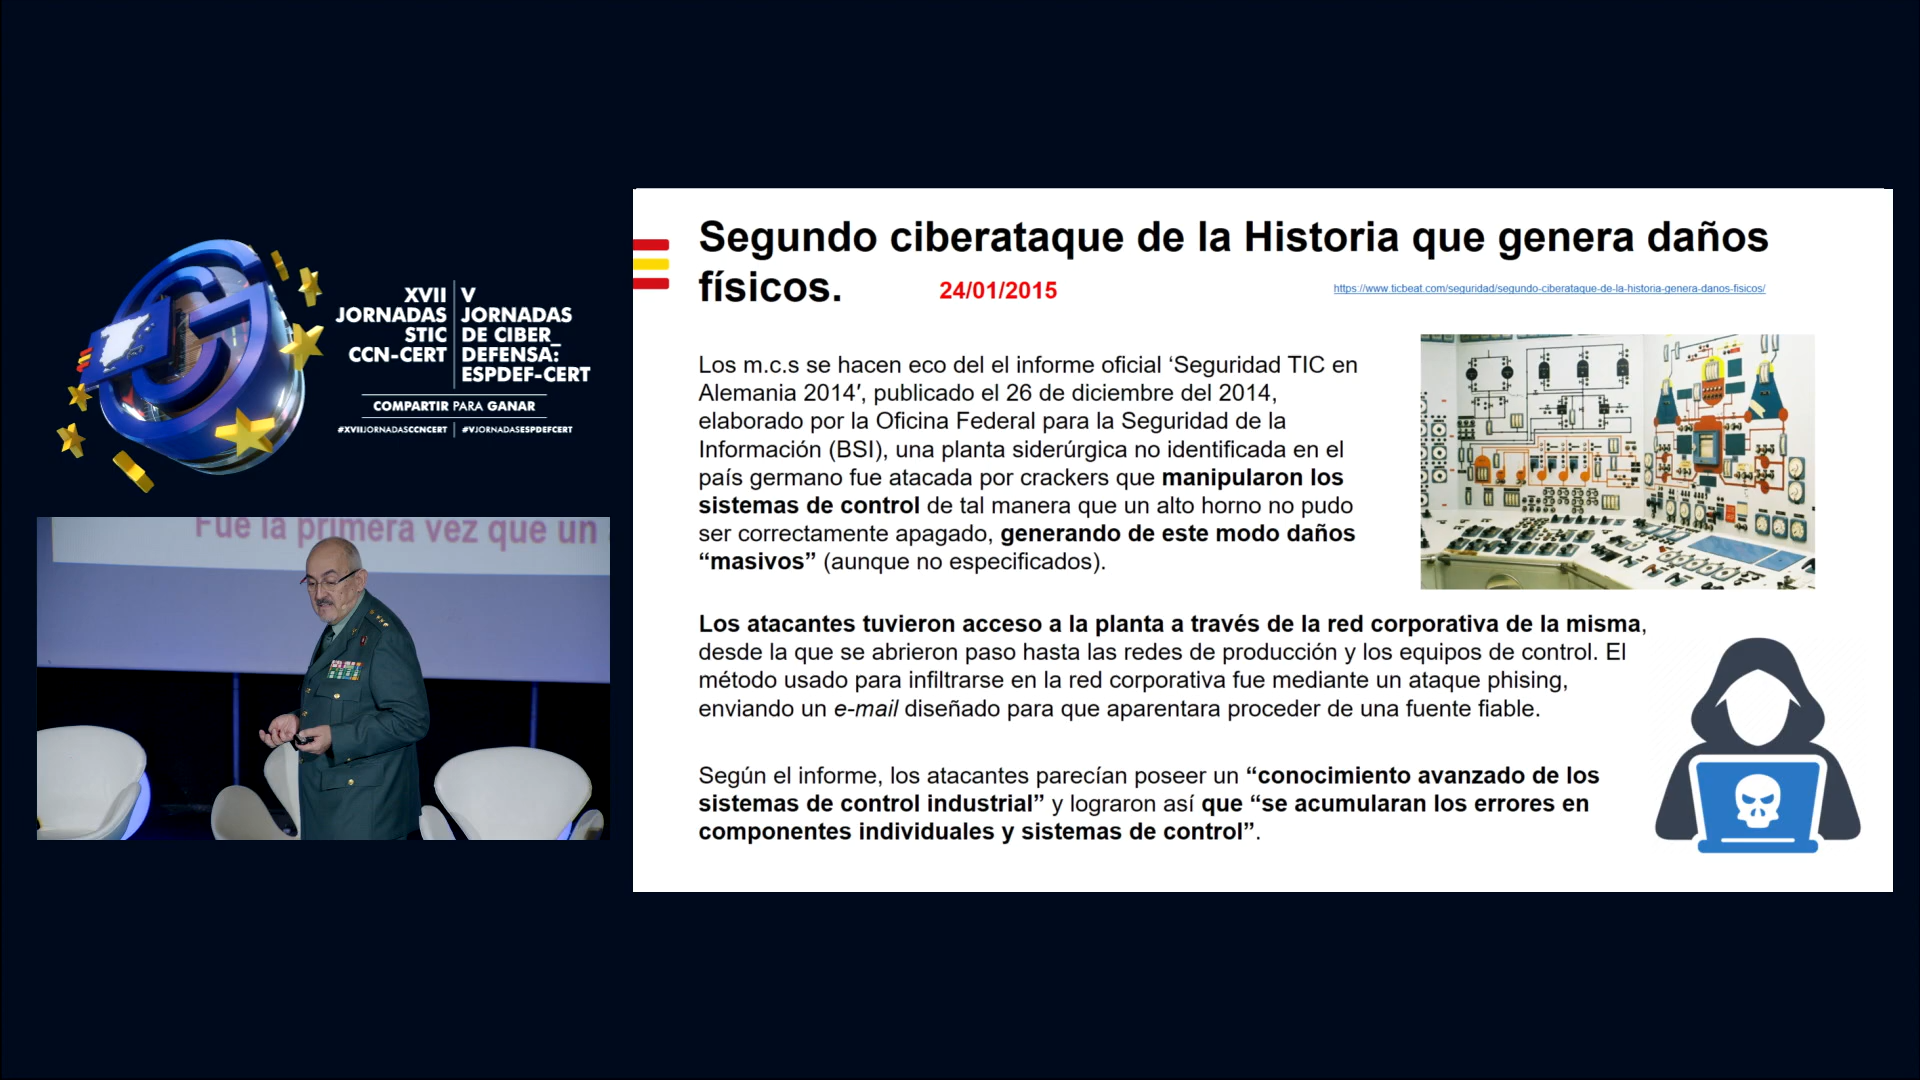 XVII
JORNADAS
STIC
CCN-CERT
V
JORNADAS
DE CIBER_
DEFENSA:
ESPDEF-CERT
COMPARTIR PARA GANAR
#XVIIJORNADASCCNCERT
#VJORNADASESPDEFCERT
Fue la primera vez que un
Segundo ciberataque de la Historia que genera daños
físicos.
24/01/2015
https://www.ticbeat.com/seguridad/segundo-ciberataque-de-la-historia-genera-danos-fisicos/
Los m.c.s se hacen eco del el informe oficial ‘Seguridad TIC en
Alemania 2014′, publicado el 26 de diciembre del 2014,
elaborado por la Oficina Federal para la Seguridad de la
Información (BSI), una planta siderúrgica no identificada en el
país germano fue atacada por crackers que manipularon los
sistemas de control de tal manera que un alto horno no pudo
ser correctamente apagado, generando de este modo daños
“masivos” (aunque no especificados).
Los atacantes tuvieron acceso a la planta a través de la red corporativa de la misma,
desde la que se abrieron paso hasta las redes de producción y los equipos de control. El
método usado para infiltrarse en la red corporativa fue mediante un ataque phising,
enviando un e-mail diseñado para que aparentara proceder de una fuente fiable.
Según el informe, los atacantes parecían poseer un “conocimiento avanzado de los
sistemas de control industrial” y lograron así que “se acumularan los errores en
componentes individuales y sistemas de control”.